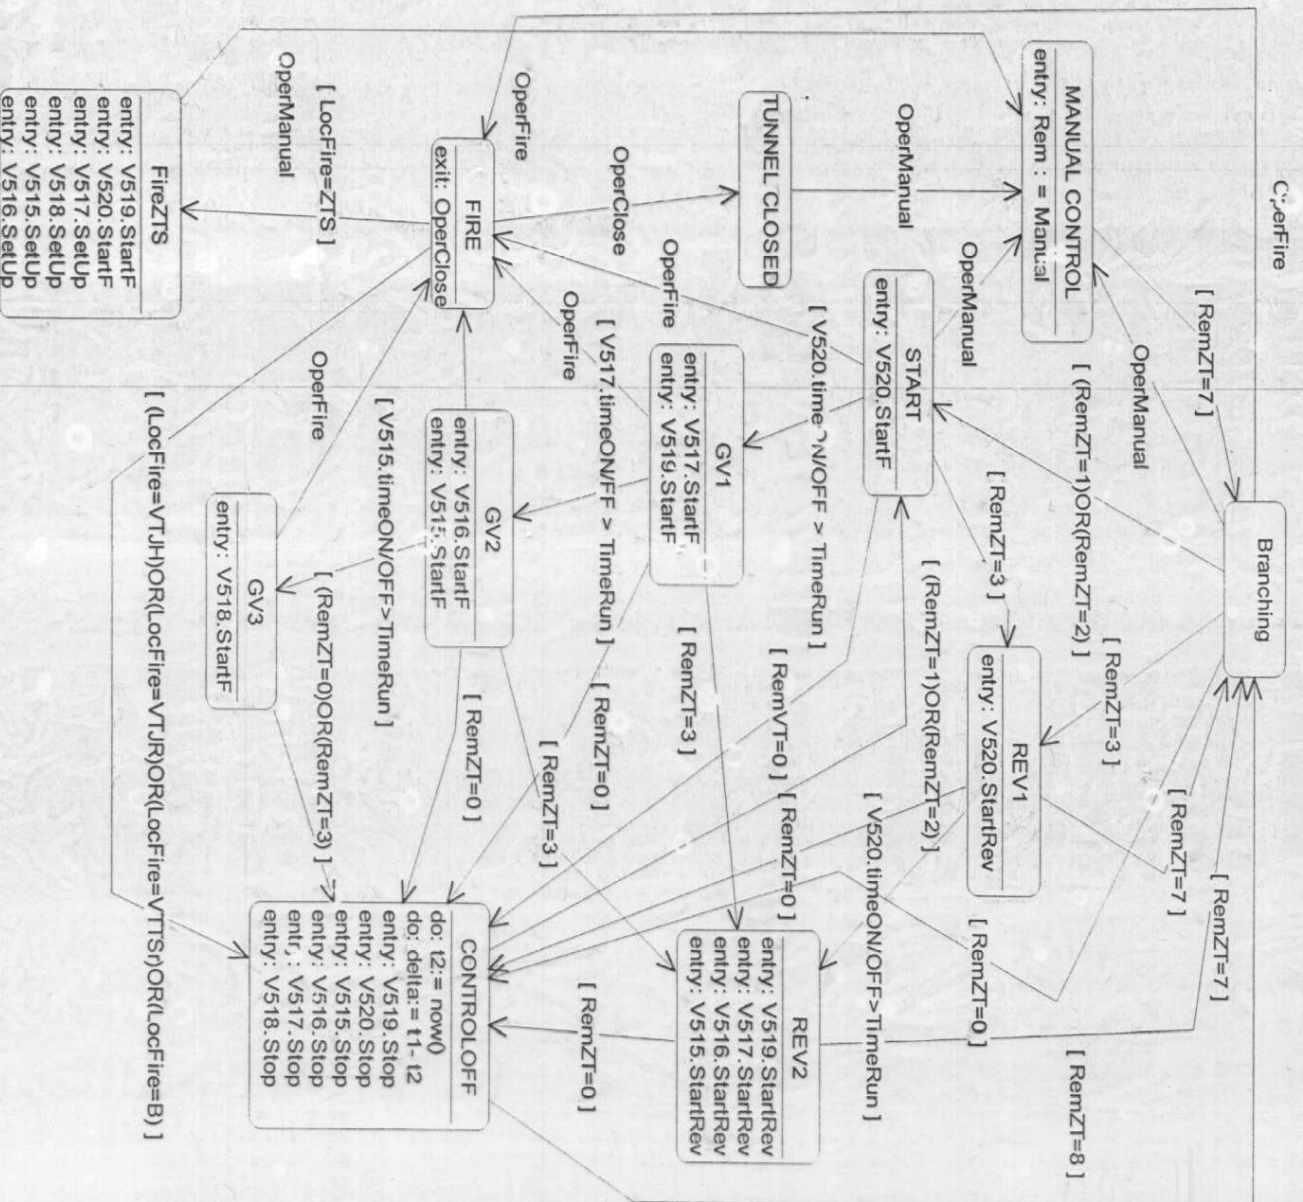 OperFire
Branching
[ RemZT=7 ]
OperManual
MANUAL CONTROL
entry: Rem : = Manual
[ (RemZT=1)OR(RemZT=2) ]
[ RemZT=3 ]
[ RemZT=7 ]
[ RemZT=7 ]
[ RemZT=8 ]
OperManual
OperManual
[ RemZT=3 ]
REV1
entry: V520.StartRev
[ RemZT=0 ]
START
entry: V520.StartF
[ (RemZT=1)OR(RemZT=2) ]
[ V520.timeON/OFF>TimeRun ]
TUNNEL CLOSED
[ V520.time ON/OFF > TimeRun ]
[ RemVT=0 ]
[ RemZT=0 ]
REV2
entry: V519.StartRev
entry: V517.StartRev
entry: V516.StartRev
entry: V515.StartRev
OperClose
OperFire
GV1
entry: V517.StartF
entry: V519.StartF
[ RemZT=3 ]
[ V517.timeON/FF > TimeRun ]
[ RemZT=0 ]
[ RemZT=0 ]
OperFire
OperFire
GV2
entry: V516.StartF
entry: V515.StartF
[ RemZT=3 ]
[ RemZT=0 ]
FIRE
exit: OperClose
CONTROLOFF
do: t2:= now()
do: delta:= t1- t2
entry: V519.Stop
entry: V520.Stop
entry: V515.Stop
entry: V516.Stop
entr, : V517.Stop
entry: V518.Stop
[ V515.timeON/OFF>TimeRun ]
[ LocFire=ZTS ]
OperManual
OperFire
[ (RemZT=0)OR(RemZT=3) ]
GV3
entry: V518.StartF
FireZTS
entry: V519.StartF
entry: V520.StartF
entry: V517.SetUp
entry: V518.SetUp
entry: V515.SetUp
entry: V516.SetUp
[ (LocFire=VTJH)OR(LocFire=VTJR)OR((LocFire=VTTSr)OR(LocFire=B) ]